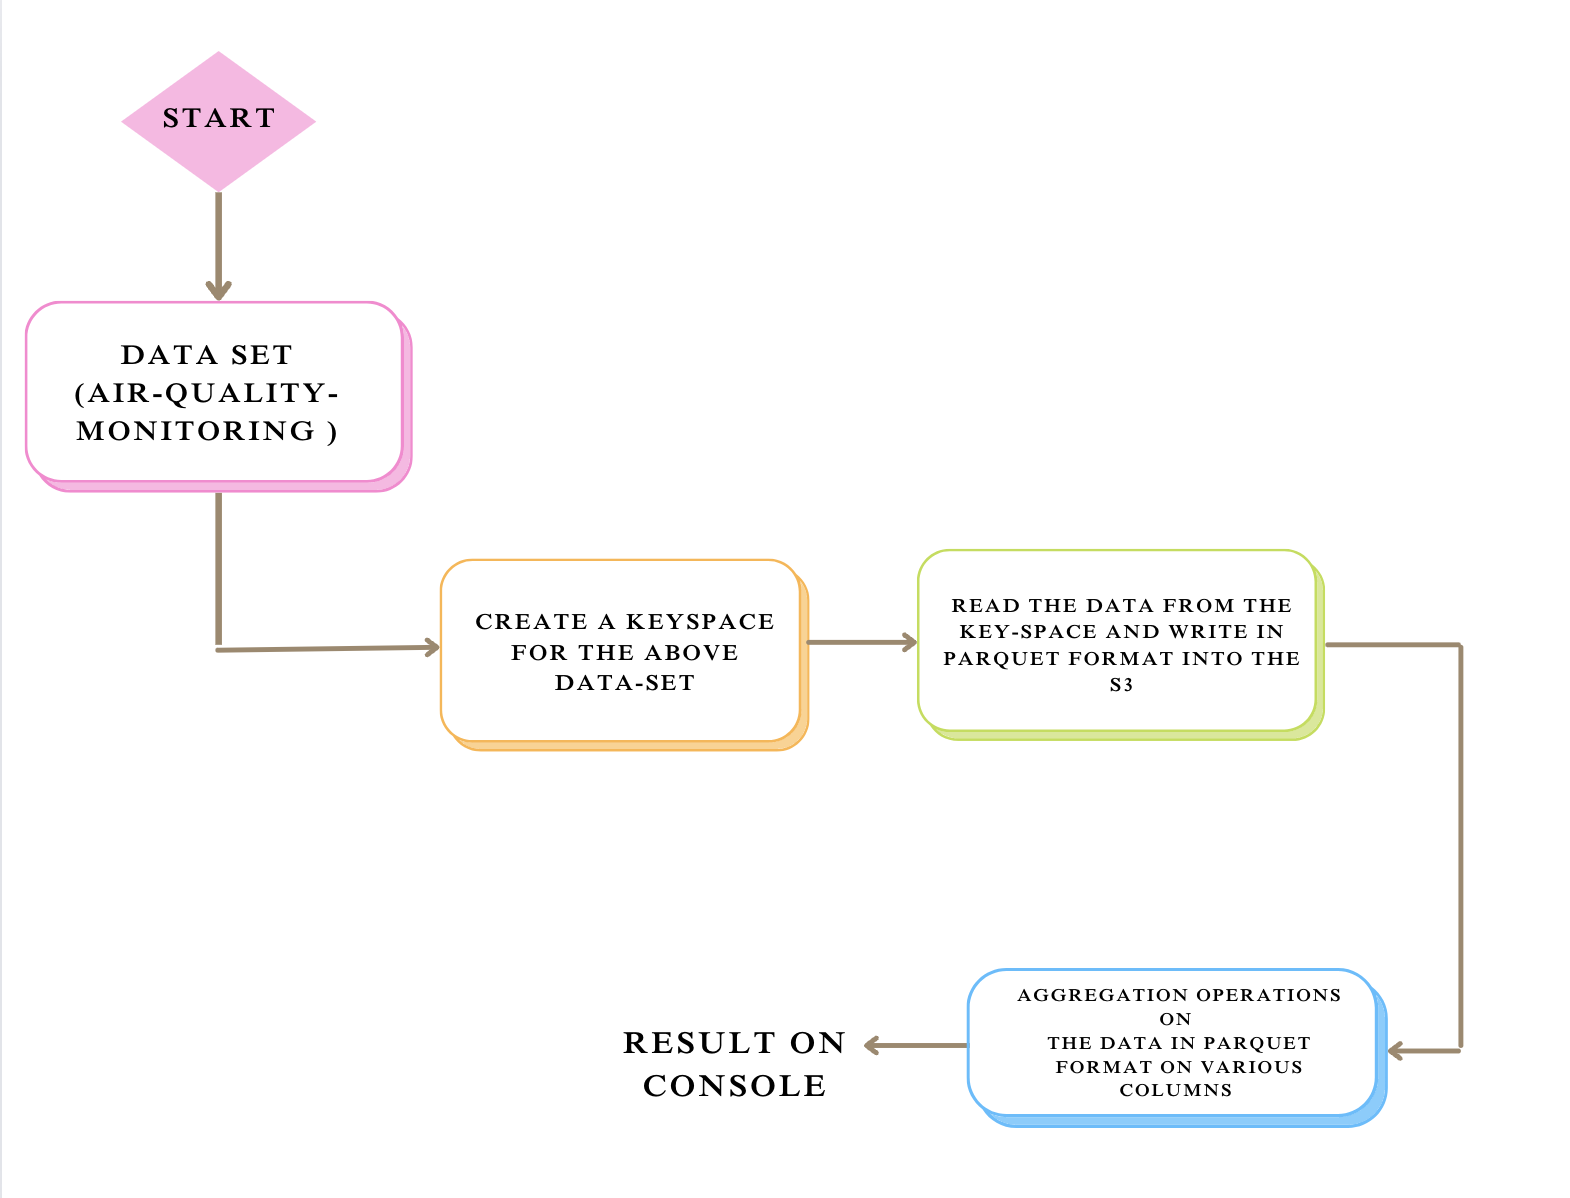 START
DATA SET
(AIR-QUALITY-
MONITORING )
CREATE A KEYSPACE
FOR THE ABOVE
DATA-SET
READ THE DATA FROM THE
KEY-SPACE AND WRITE IN
PARQUET FORMAT INTO THE
S3
AGGREGATION OPERATIONS
ON
THE DATA IN PARQUET
FORMAT ON VARIOUS
COLUMNS
RESULT ON
CONSOLE